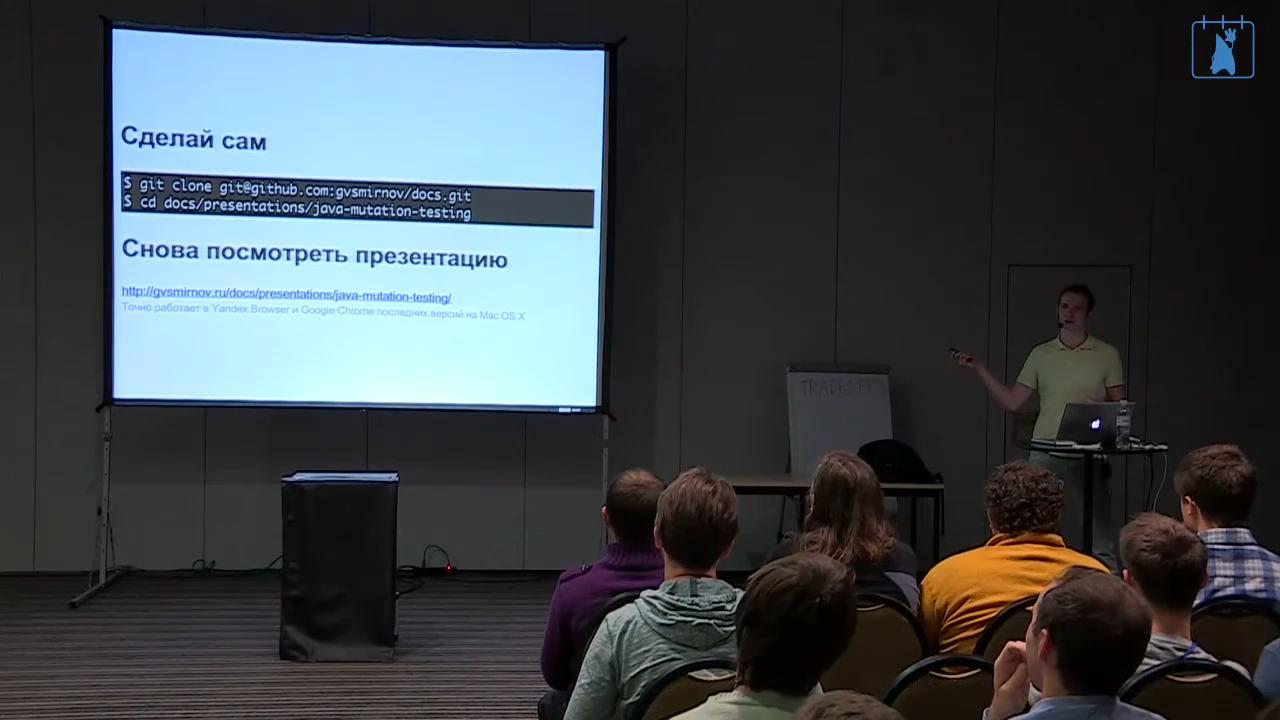 Сделай сам
$ git clone git@github.com:gvsmirnov/docs.git
$ cd docs/presentations/java-mutation-testing
Снова посмотреть презентацию
http://gvsmirnov.ru/docs/presentations/java-mutation-testing/
Точно работает в Yandex.Browser и Google Chrome последних версий на Mac OS X